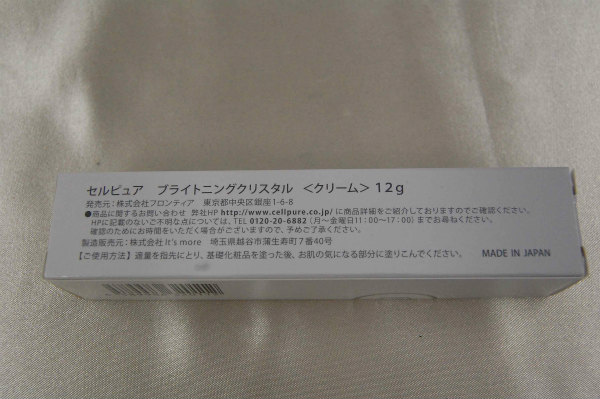 セルピュア ブライトニングクリスタル <クリーム> 12g
発売元：株式会社フロンティア 東京都中央区銀座1-6-8
●商品に関するお問い合わせ 弊社HP http://www.cellpure.co.jp/ に商品詳細をご紹介しておりますのでご確認ください。
HPに記載のないご不明な点については、TEL 0120-20-6882 (月〜金曜日11：00〜17：00) までお尋ねください。
確認のためにお時間をいただく場合がございますので、予めご了承ください。
製造販売元：株式会社 It's more 埼玉県越谷市蒲生寿町7番40号
【ご使用方法】適量を指先にとり、基礎化粧品を塗った後、お肌の気になる部分に塗りこんでください。
MADE IN JAPAN